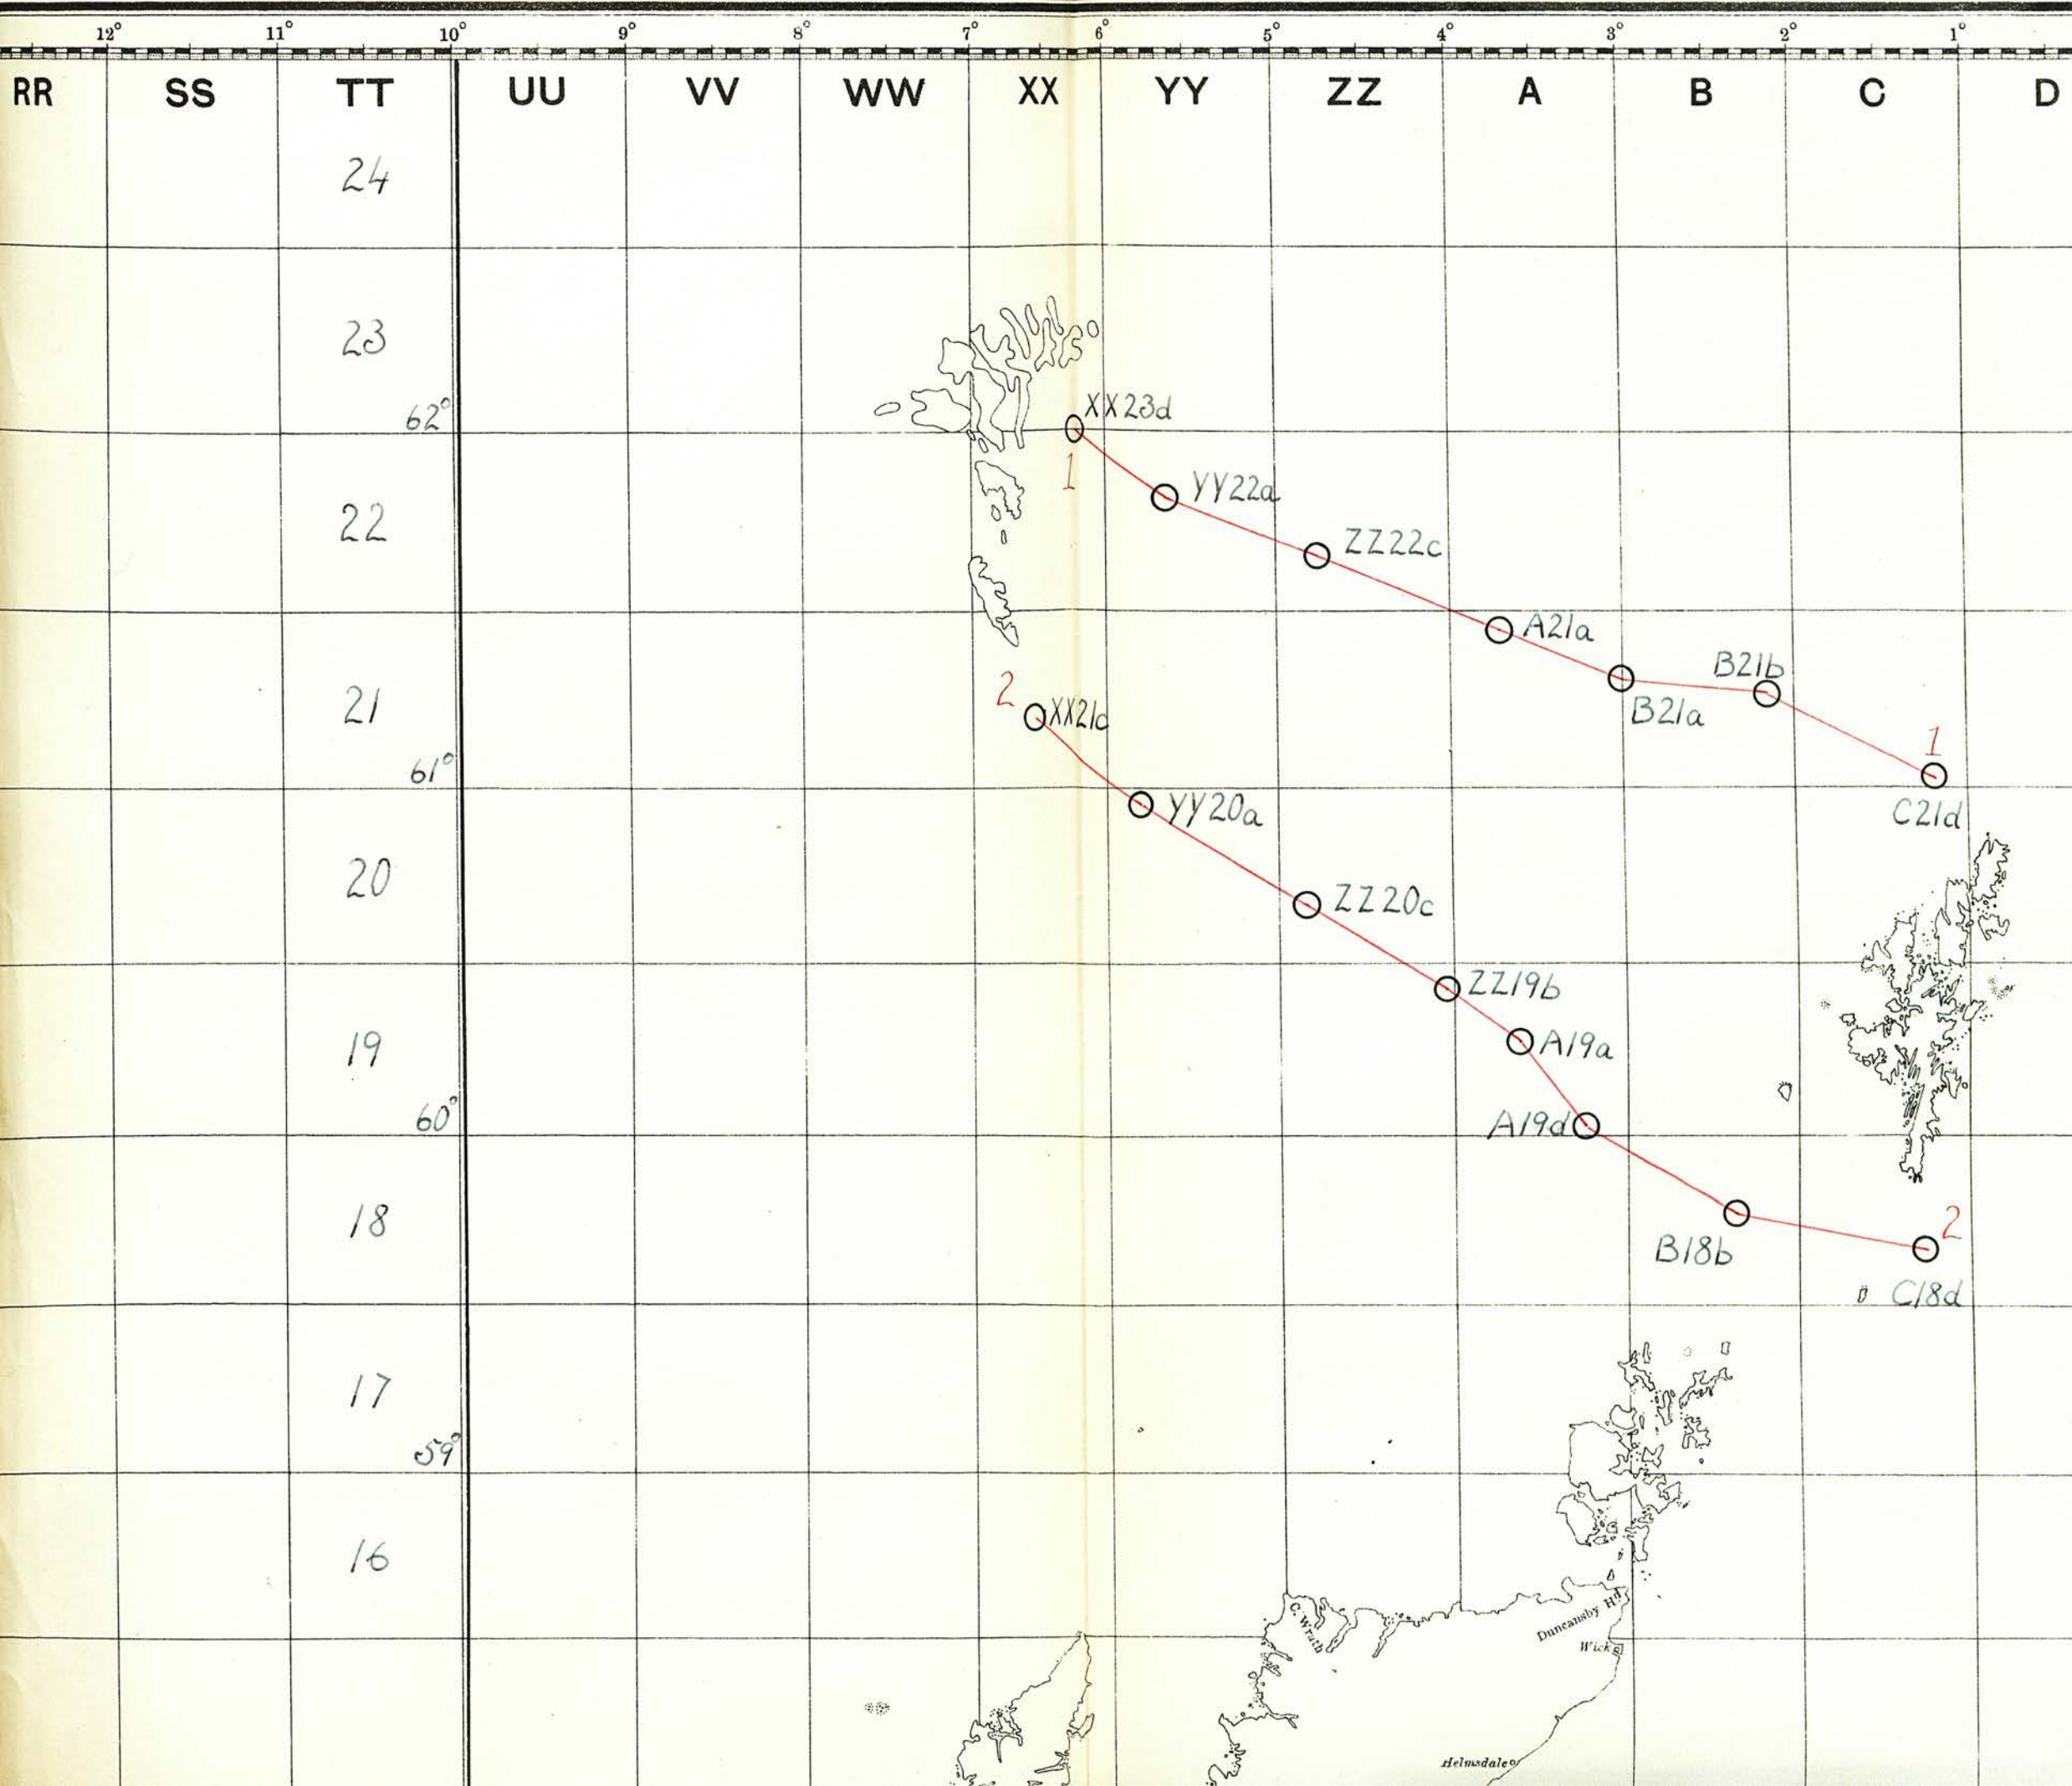 12° 11° 10° 9° 8° 7° 6° 5° 4° 3° 2° 1°
RR SS TT UU VV WW XX YY ZZ A B C D
24
23
62°
XX23d
1
YY22a
22
ZZ22c
A21a
B21b
2
XX21c
21
B21a
1
61°
C21d
YY20a
20
ZZ20c
ZZ19b
19
A19a
60°
A19d
18
2
B18b
C18d
17
59°
16
C. Wrath
Duncansby Hd
Wick
Helmsdale